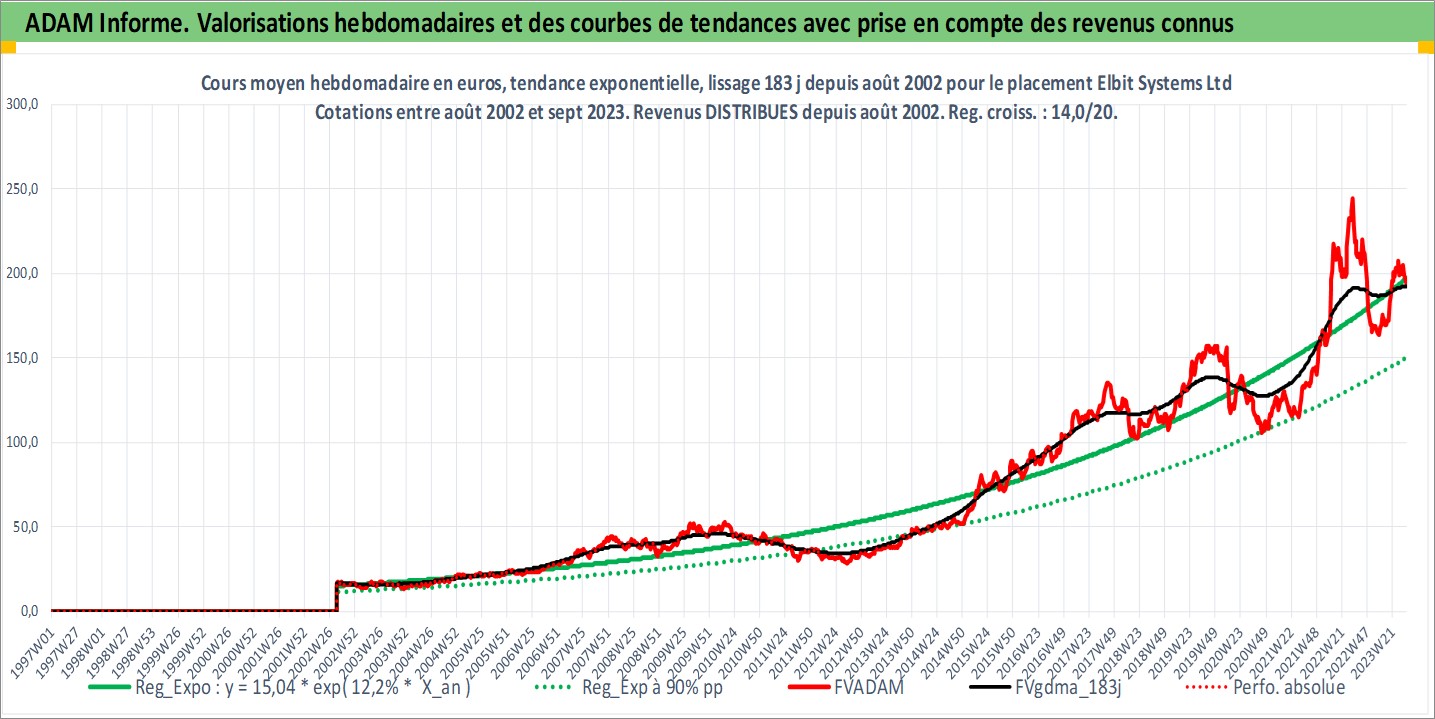 ADAM Informe. Valorisations hebdomadaires et des courbes de tendances avec prise en compte des revenus connus
Cours moyen hebdomadaire en euros, tendance exponentielle, lissage 183 j depuis août 2002 pour le placement Elbit Systems Ltd
Cotations entre août 2002 et sept 2023. Revenus DISTRIBUES depuis août 2002. Reg. croiss. : 14,0/20.
300,0
250,0
200,0
150,0
100,0
50,0
0,0
1997W01
1997W27
1998W01
1998W27
1998W53
1999W26
1999W52
2000W26
2000W52
2001W26
2001W52
2002W26
2002W52
2003W26
2003W52
2004W26
2004W52
2005W25
2005W51
2006W25
2006W51
2007W25
2007W51
2008W25
2008W51
2009W25
2009W51
2010W24
2010W50
2011W24
2011W50
2012W24
2012W50
2013W24
2013W50
2014W24
2014W50
2015W24
2015W50
2016W23
2016W49
2017W23
2017W49
2018W23
2018W49
2019W23
2019W49
2020W23
2020W49
2021W22
2021W48
2022W21
2022W47
2023W21
Reg_Expo : y = 15,04 * exp( 12,2% * X_an )
Reg_Exp à 90% pp
FVADAM
FVgdma_183j
Perfo. absolue